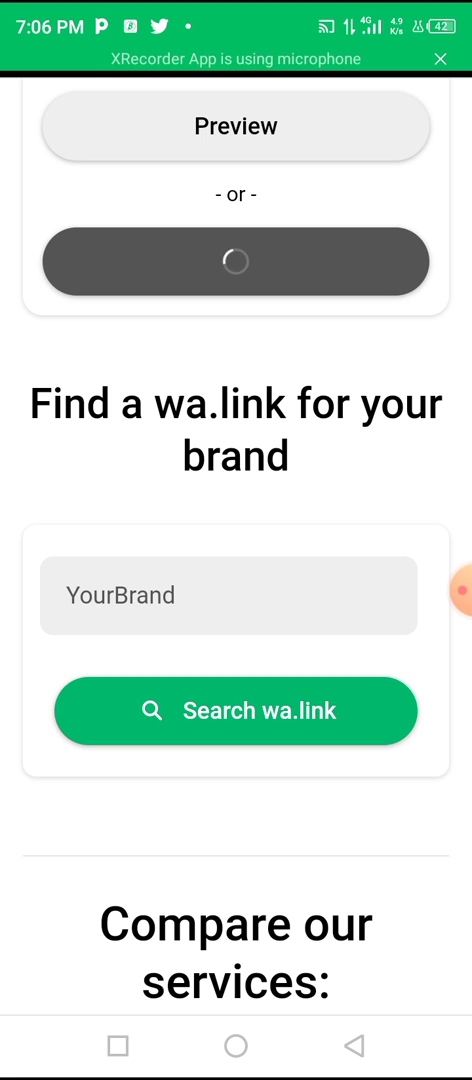 7:06 PM
4G
4.9
K/s
42
XRecorder App is using microphone
Preview
- or -
Find a wa.link for your
brand
YourBrand
Search wa.link
Compare our
services: